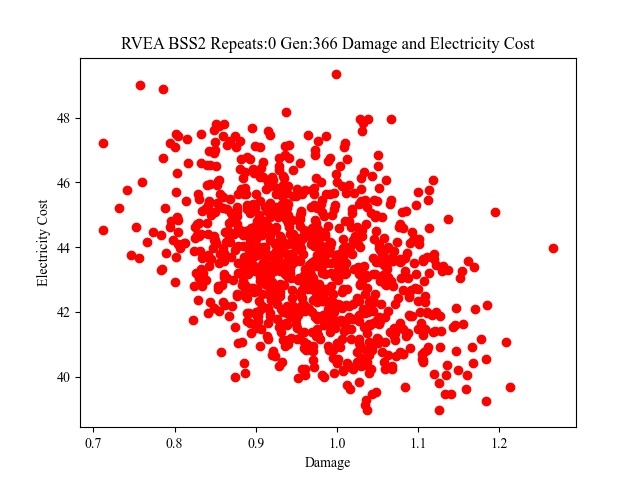 RVEA BSS2 Repeats:0 Gen:366 Damage and Electricity Cost
48
46
44
42
40
Electricity Cost
0.7 0.8 0.9 1.0 1.1 1.2
Damage